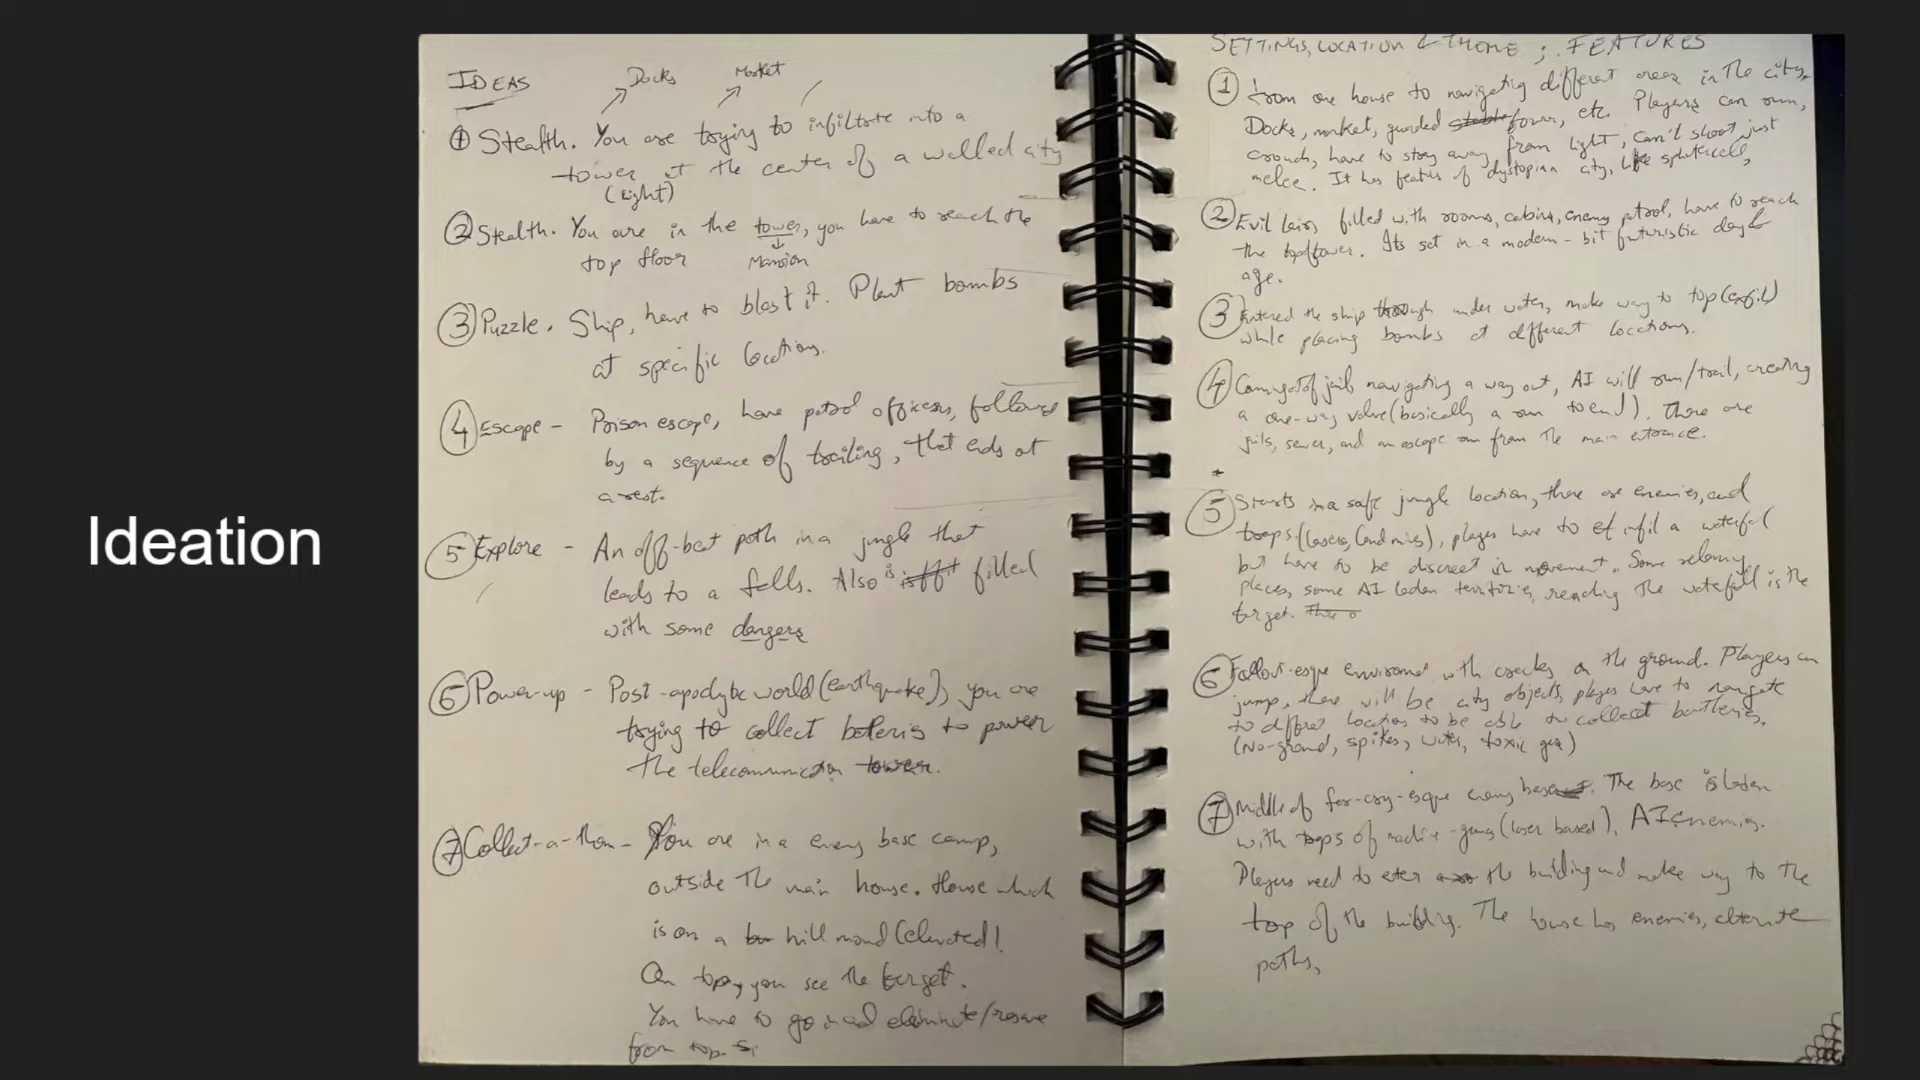 Ideation
IDEAS
Docks
Market
① Stealth. You are trying to infiltrate into a
tower at the center of a walled city
(Light)
② Stealth. You are in the tower, you have to reach the
top floor
Mansion
③ Puzzle. Ship, have to blast it. Plant bombs
at specific locations.
④ Escape - Prison escape, have patrol officers, followed
by a sequence of trailing, that ends at
a rest.
⑤ Explore - An off-beat path in a jungle that
leads to a falls. Also is filled
with some dangers
⑥ Power-up - Post-apoclytic world (earthquake), you are
trying to collect batteris to power
the telecommunication tower.
⑦ Collect-a-thon - You are in a enemy base camp,
outside the main house. House which
is on a hill mound (elevated).
On top, you see the target.
You have to go in and eliminate/rescue
from top.
SETTINGS, LOCATION & THEME ; FEATURES
① from one house to navigating different areas in the city,
Docks, market, guarded tower, etc. Players can run,
crouch, have to stay away from light, can't shoot, just
melee. It has featurs of dystopian city, like
② Evil lair, filled with rooms, cabins, enemy patrol, have to reach
the top tower. Its set in a modern - bit futuristic day &
age.
③ Entered the ship through under water, make way to top (exfil)
while placing bombs at different locations.
④ Coming out of jail, navigating a way out, AI will run/trail, creating
a one-way valve (basically a run to end). There are
jails, sewer, and an escape run from the main entrance.
⑤ Starts in a safe jungle location, there are enemies, and
traps (lasers, land mines), players have to infil a waterfall
but have to be discreet in movement. Some relaxing
places, some AI laden territories, reaching the waterfall is the
target.
⑥ Fallout-esque enviroment with cracks on the ground. Players can
jump, there will be city objects, players have to navigate
to different location to be able to collect batteries.
(No-ground, spikes, water, toxic gas)
⑦ Middle of far-cry-esque enemy base. The base is laden
with traps of machine-guns (laser based), AI enemies.
Players need to enter the building and make way to the
top of the building. The house has enemies, alternate
paths,